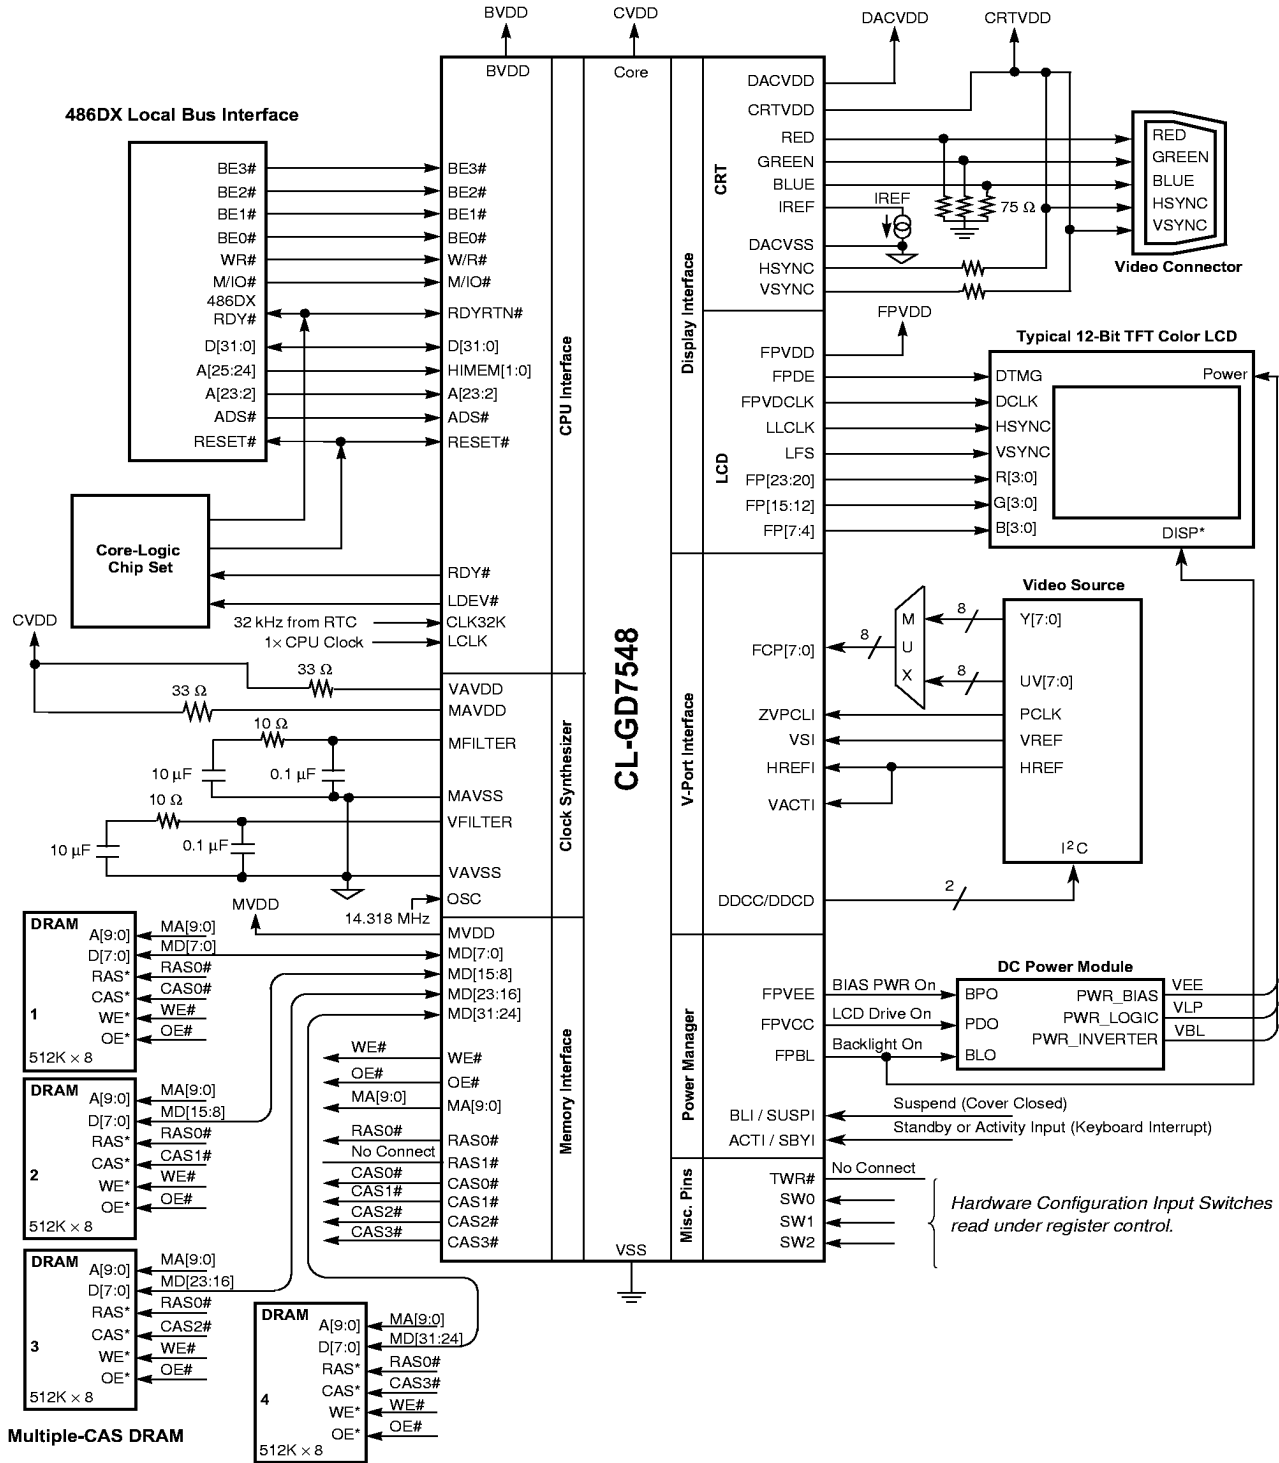 BVDD
CVDD
DACVDD
CRTVDD
486DX Local Bus Interface
BE3#
BE2#
BE1#
BE0#
WR#
M/IO#
486DX
RDY#
D[31:0]
A[25:24]
A[23:2]
ADS#
RESET#
Core-Logic
Chip Set
BVDD
BE3#
BE2#
BE1#
BE0#
W/R#
M/IO#
RDYRTN#
D[31:0]
HIMEM[1:0]
A[23:2]
ADS#
RESET#
RDY#
LDEV#
CLK32K
LCLK
32 kHz from RTC
1× CPU Clock
CPU Interface
CVDD
33 Ω
33 Ω
10 Ω
10 µF
0.1 µF
10 Ω
10 µF
0.1 µF
14.318 MHz
VAVDD
MAVDD
MFILTER
MAVSS
VFILTER
VAVSS
OSC
Clock Synthesizer
MVDD
MVDD
MD[7:0]
MD[15:8]
MD[23:16]
MD[31:24]
WE#
OE#
MA[9:0]
RAS0#
RAS1#
CAS0#
CAS1#
CAS2#
CAS3#
WE#
OE#
MA[9:0]
RAS0#
No Connect
CAS0#
CAS1#
CAS2#
CAS3#
Memory Interface
DRAM
A[9:0]
D[7:0]
RAS*
CAS*
WE*
OE*
1
512K × 8
MA[9:0]
MD[7:0]
RAS0#
CAS0#
WE#
OE#
DRAM
A[9:0]
D[7:0]
RAS*
CAS*
WE*
OE*
2
512K × 8
MA[9:0]
MD[15:8]
RAS0#
CAS1#
WE#
OE#
DRAM
A[9:0]
D[7:0]
RAS*
CAS*
WE*
OE*
3
512K × 8
MA[9:0]
MD[23:16]
RAS0#
CAS2#
WE#
OE#
DRAM
A[9:0]
D[7:0]
RAS*
CAS*
WE*
OE*
4
512K × 8
MA[9:0]
MD[31:24]
RAS0#
CAS3#
WE#
OE#
Multiple-CAS DRAM
Core
CL-GD7548
VSS
Display Interface
CRT
DACVDD
CRTVDD
RED
GREEN
BLUE
IREF
DACVSS
HSYNC
VSYNC
IREF
75 Ω
RED
GREEN
BLUE
HSYNC
VSYNC
Video Connector
LCD
FPVDD
FPVDD
FPDE
FPVDCLK
LLCLK
LFS
FP[23:20]
FP[15:12]
FP[7:4]
Typical 12-Bit TFT Color LCD
DTMG
DCLK
HSYNC
VSYNC
R[3:0]
G[3:0]
B[3:0]
Power
DISP*
V-Port Interface
FCP[7:0]
ZVPCLI
VSI
HREFI
VACTI
DDCC/DDCD
8
M
U
X
8
8
2
Video Source
Y[7:0]
UV[7:0]
PCLK
VREF
HREF
I²C
Power Manager
FPVEE
FPVCC
FPBL
BLI / SUSPI
ACTI / SBYI
BIAS PWR On
LCD Drive On
Backlight On
DC Power Module
BPO
PDO
BLO
PWR_BIAS
PWR_LOGIC
PWR_INVERTER
VEE
VLP
VBL
Suspend (Cover Closed)
Standby or Activity Input (Keyboard Interrupt)
Misc. Pins
TWR#
SW0
SW1
SW2
No Connect
Hardware Configuration Input Switches
read under register control.